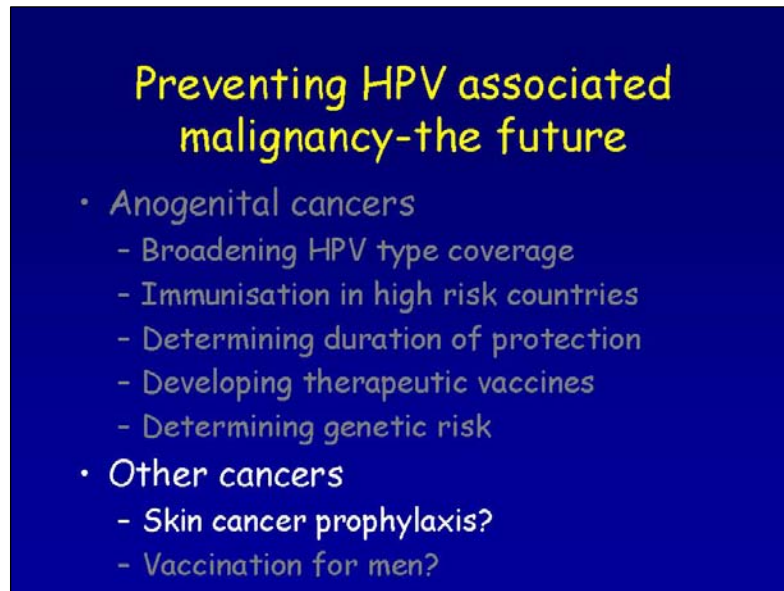 Preventing HPV associated
malignancy-the future
• Anogenital cancers
– Broadening HPV type coverage
– Immunisation in high risk countries
– Determining duration of protection
– Developing therapeutic vaccines
– Determining genetic risk
• Other cancers
– Skin cancer prophylaxis?
– Vaccination for men?